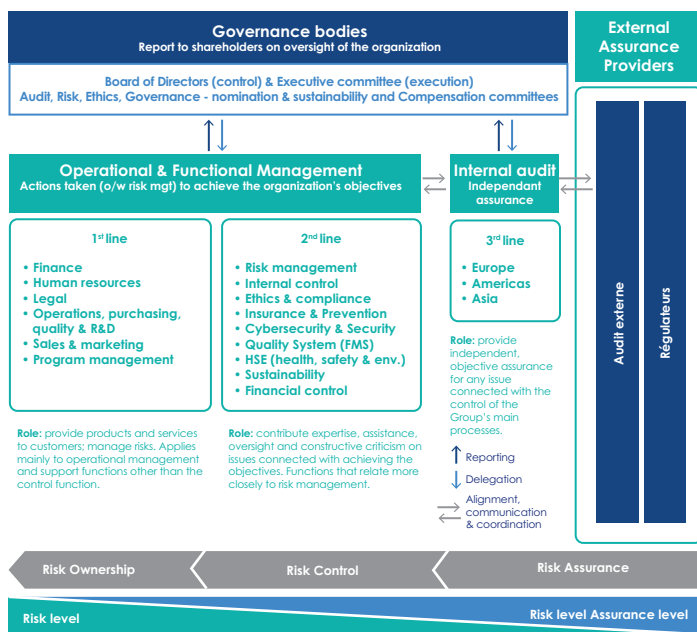 Governance bodies
Report to shareholders on oversight of the organization
Board of Directors (control) & Executive committee (execution)
Audit, Risk, Ethics, Governance - nomination & sustainability and Compensation committees
External
Assurance
Providers
Operational & Functional Management
Actions taken (o/w risk mgt) to achieve the organization's objectives
Internal audit
Independant
assurance
1st line
• Finance
• Human resources
• Legal
• Operations, purchasing,
quality & R&D
• Sales & marketing
• Program management
2nd line
• Risk management
• Internal control
• Ethics & compliance
• Insurance & Prevention
• Cybersecurity & Security
• Quality System (FMS)
• HSE (health, safety & env.)
• Sustainability
• Financial control
3rd line
• Europe
• Americas
• Asia
Audit externe
Régulateurs
Role: provide products and services
to customers; manage risks. Applies
mainly to operational management
and support functions other than the
control function.
Role: contribute expertise, assistance,
oversight and constructive criticism on
issues connected with achieving the
objectives. Functions that relate more
closely to risk management.
Role: provide
independent,
objective assurance
for any issue
connected with the
control of the
Group's main
processes.
Reporting
Delegation
Alignment,
communication
& coordination
Risk Ownership
Risk Control
Risk Assurance
Risk level
Risk level Assurance level